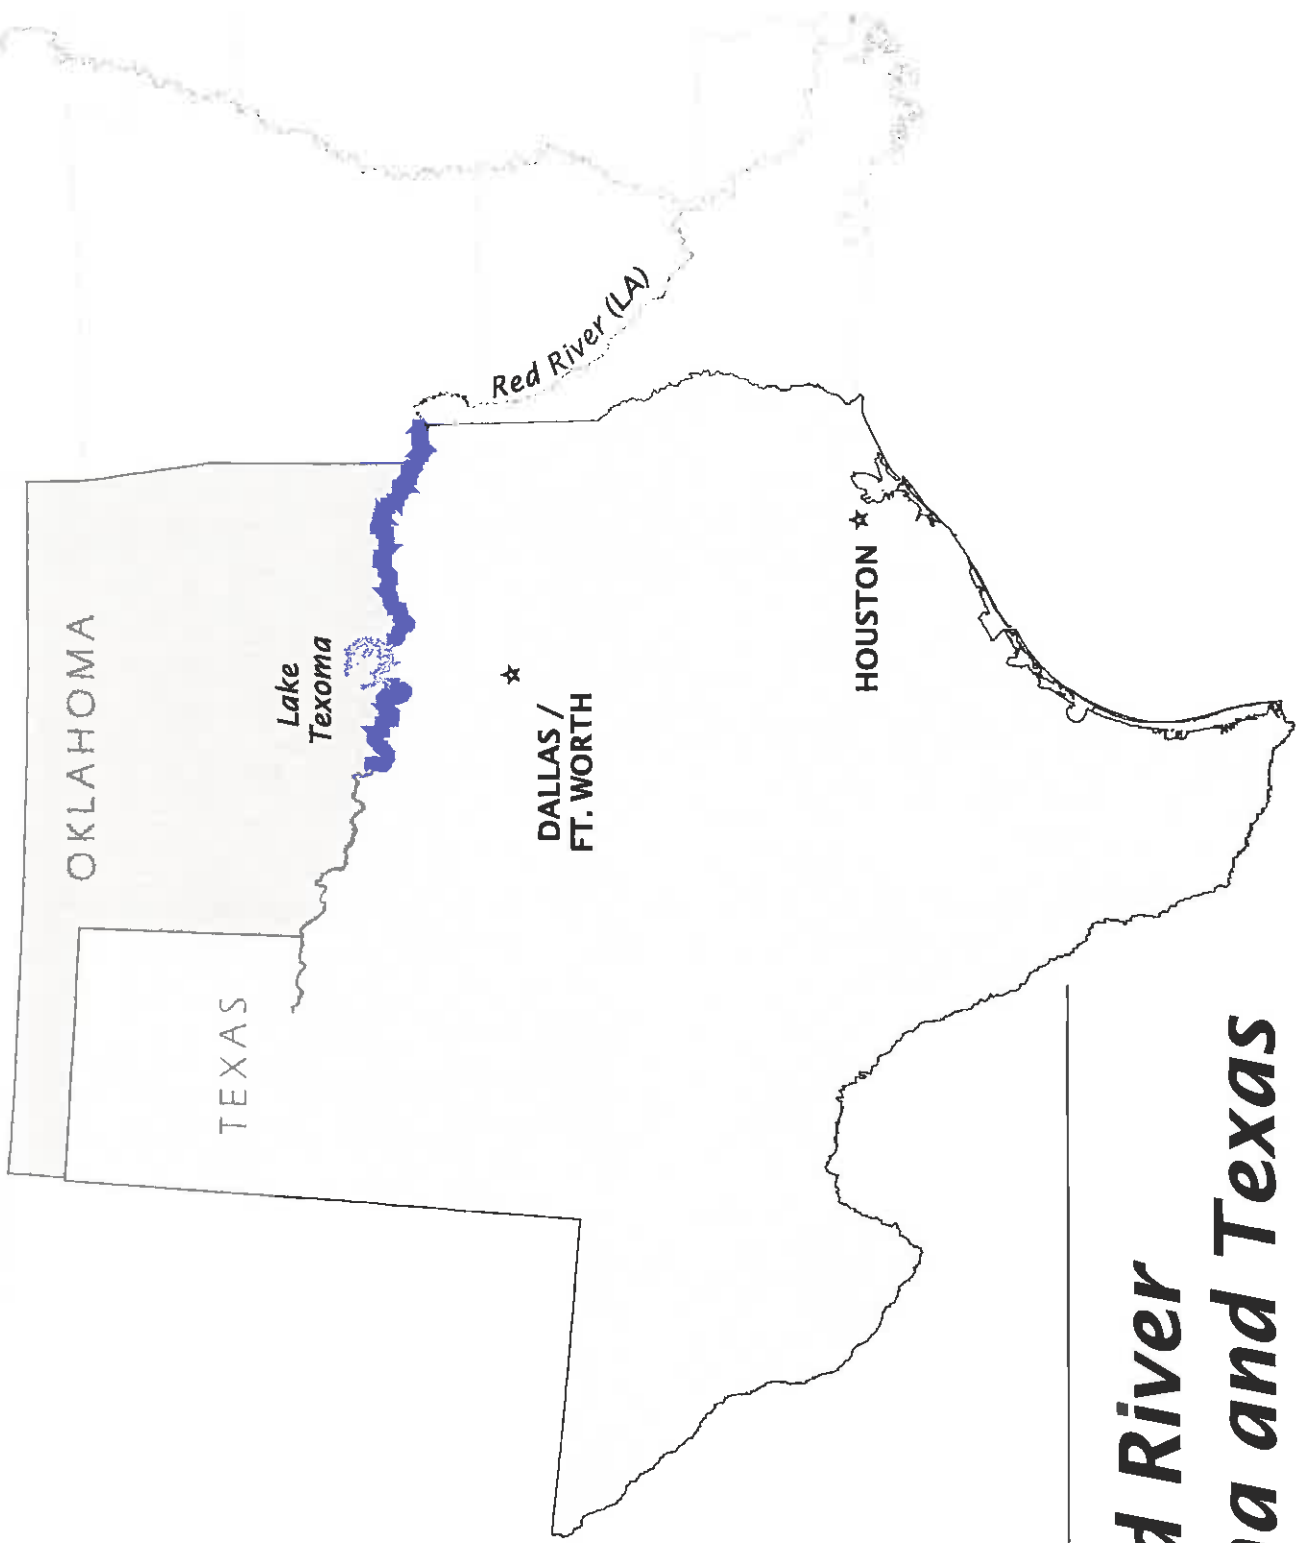 OKLAHOMA
Lake
Texoma
TEXAS
Red River (LA)
DALLAS /
FT. WORTH
HOUSTON
River
and Texas